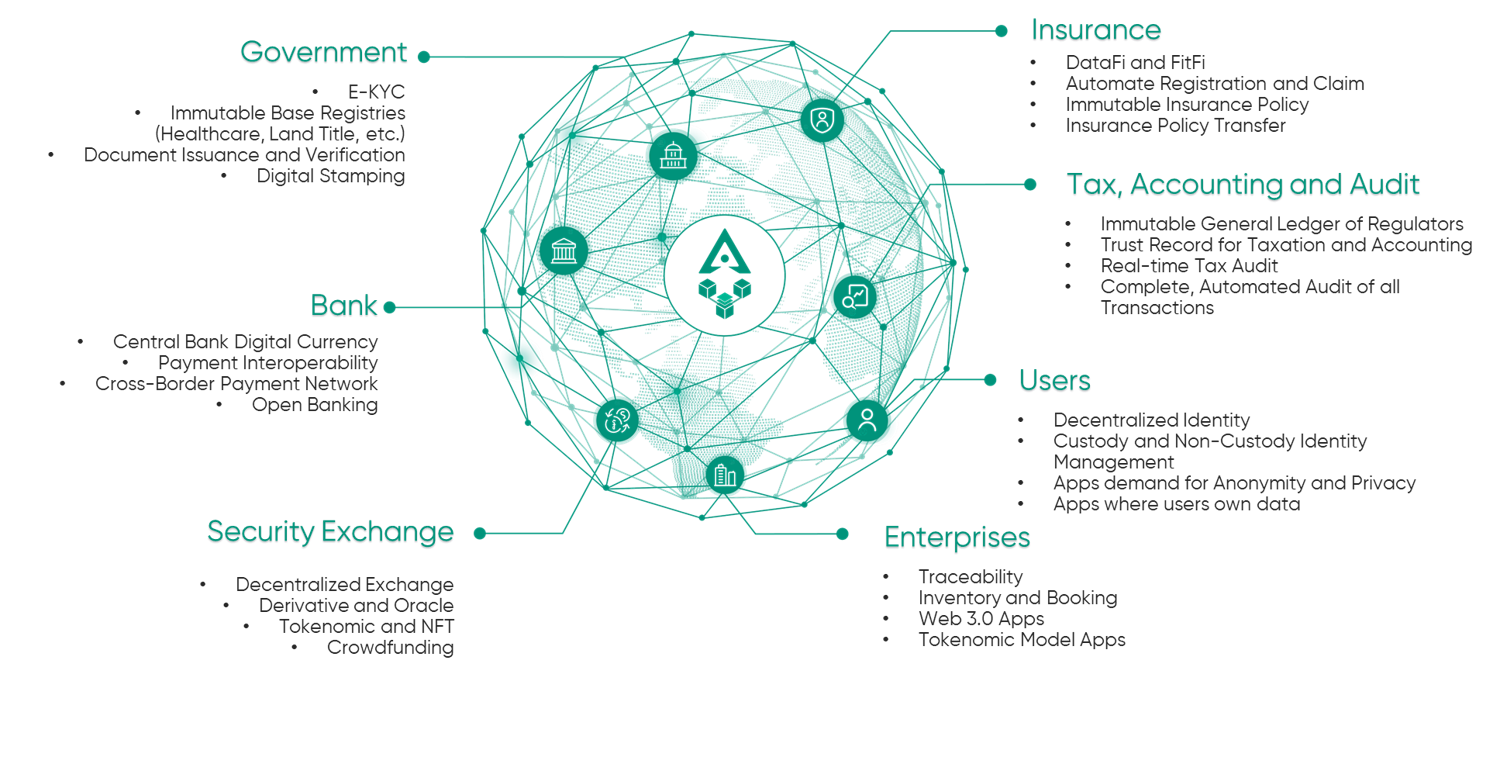 Government
• E-KYC
• Immutable Base Registries
(Healthcare, Land Title, etc.)
• Document Issuance and Verification
• Digital Stamping
Bank
• Central Bank Digital Currency
• Payment Interoperability
• Cross-Border Payment Network
• Open Banking
Security Exchange
• Decentralized Exchange
• Derivative and Oracle
• Tokenomic and NFT
• Crowdfunding
Insurance
• DataFi and FitFi
• Automate Registration and Claim
• Immutable Insurance Policy
• Insurance Policy Transfer
Tax, Accounting and Audit
• Immutable General Ledger of Regulators
• Trust Record for Taxation and Accounting
• Real-time Tax Audit
• Complete, Automated Audit of all
Transactions
Users
• Decentralized Identity
• Custody and Non-Custody Identity
Management
• Apps demand for Anonymity and Privacy
• Apps where users own data
Enterprises
• Traceability
• Inventory and Booking
• Web 3.0 Apps
• Tokenomic Model Apps